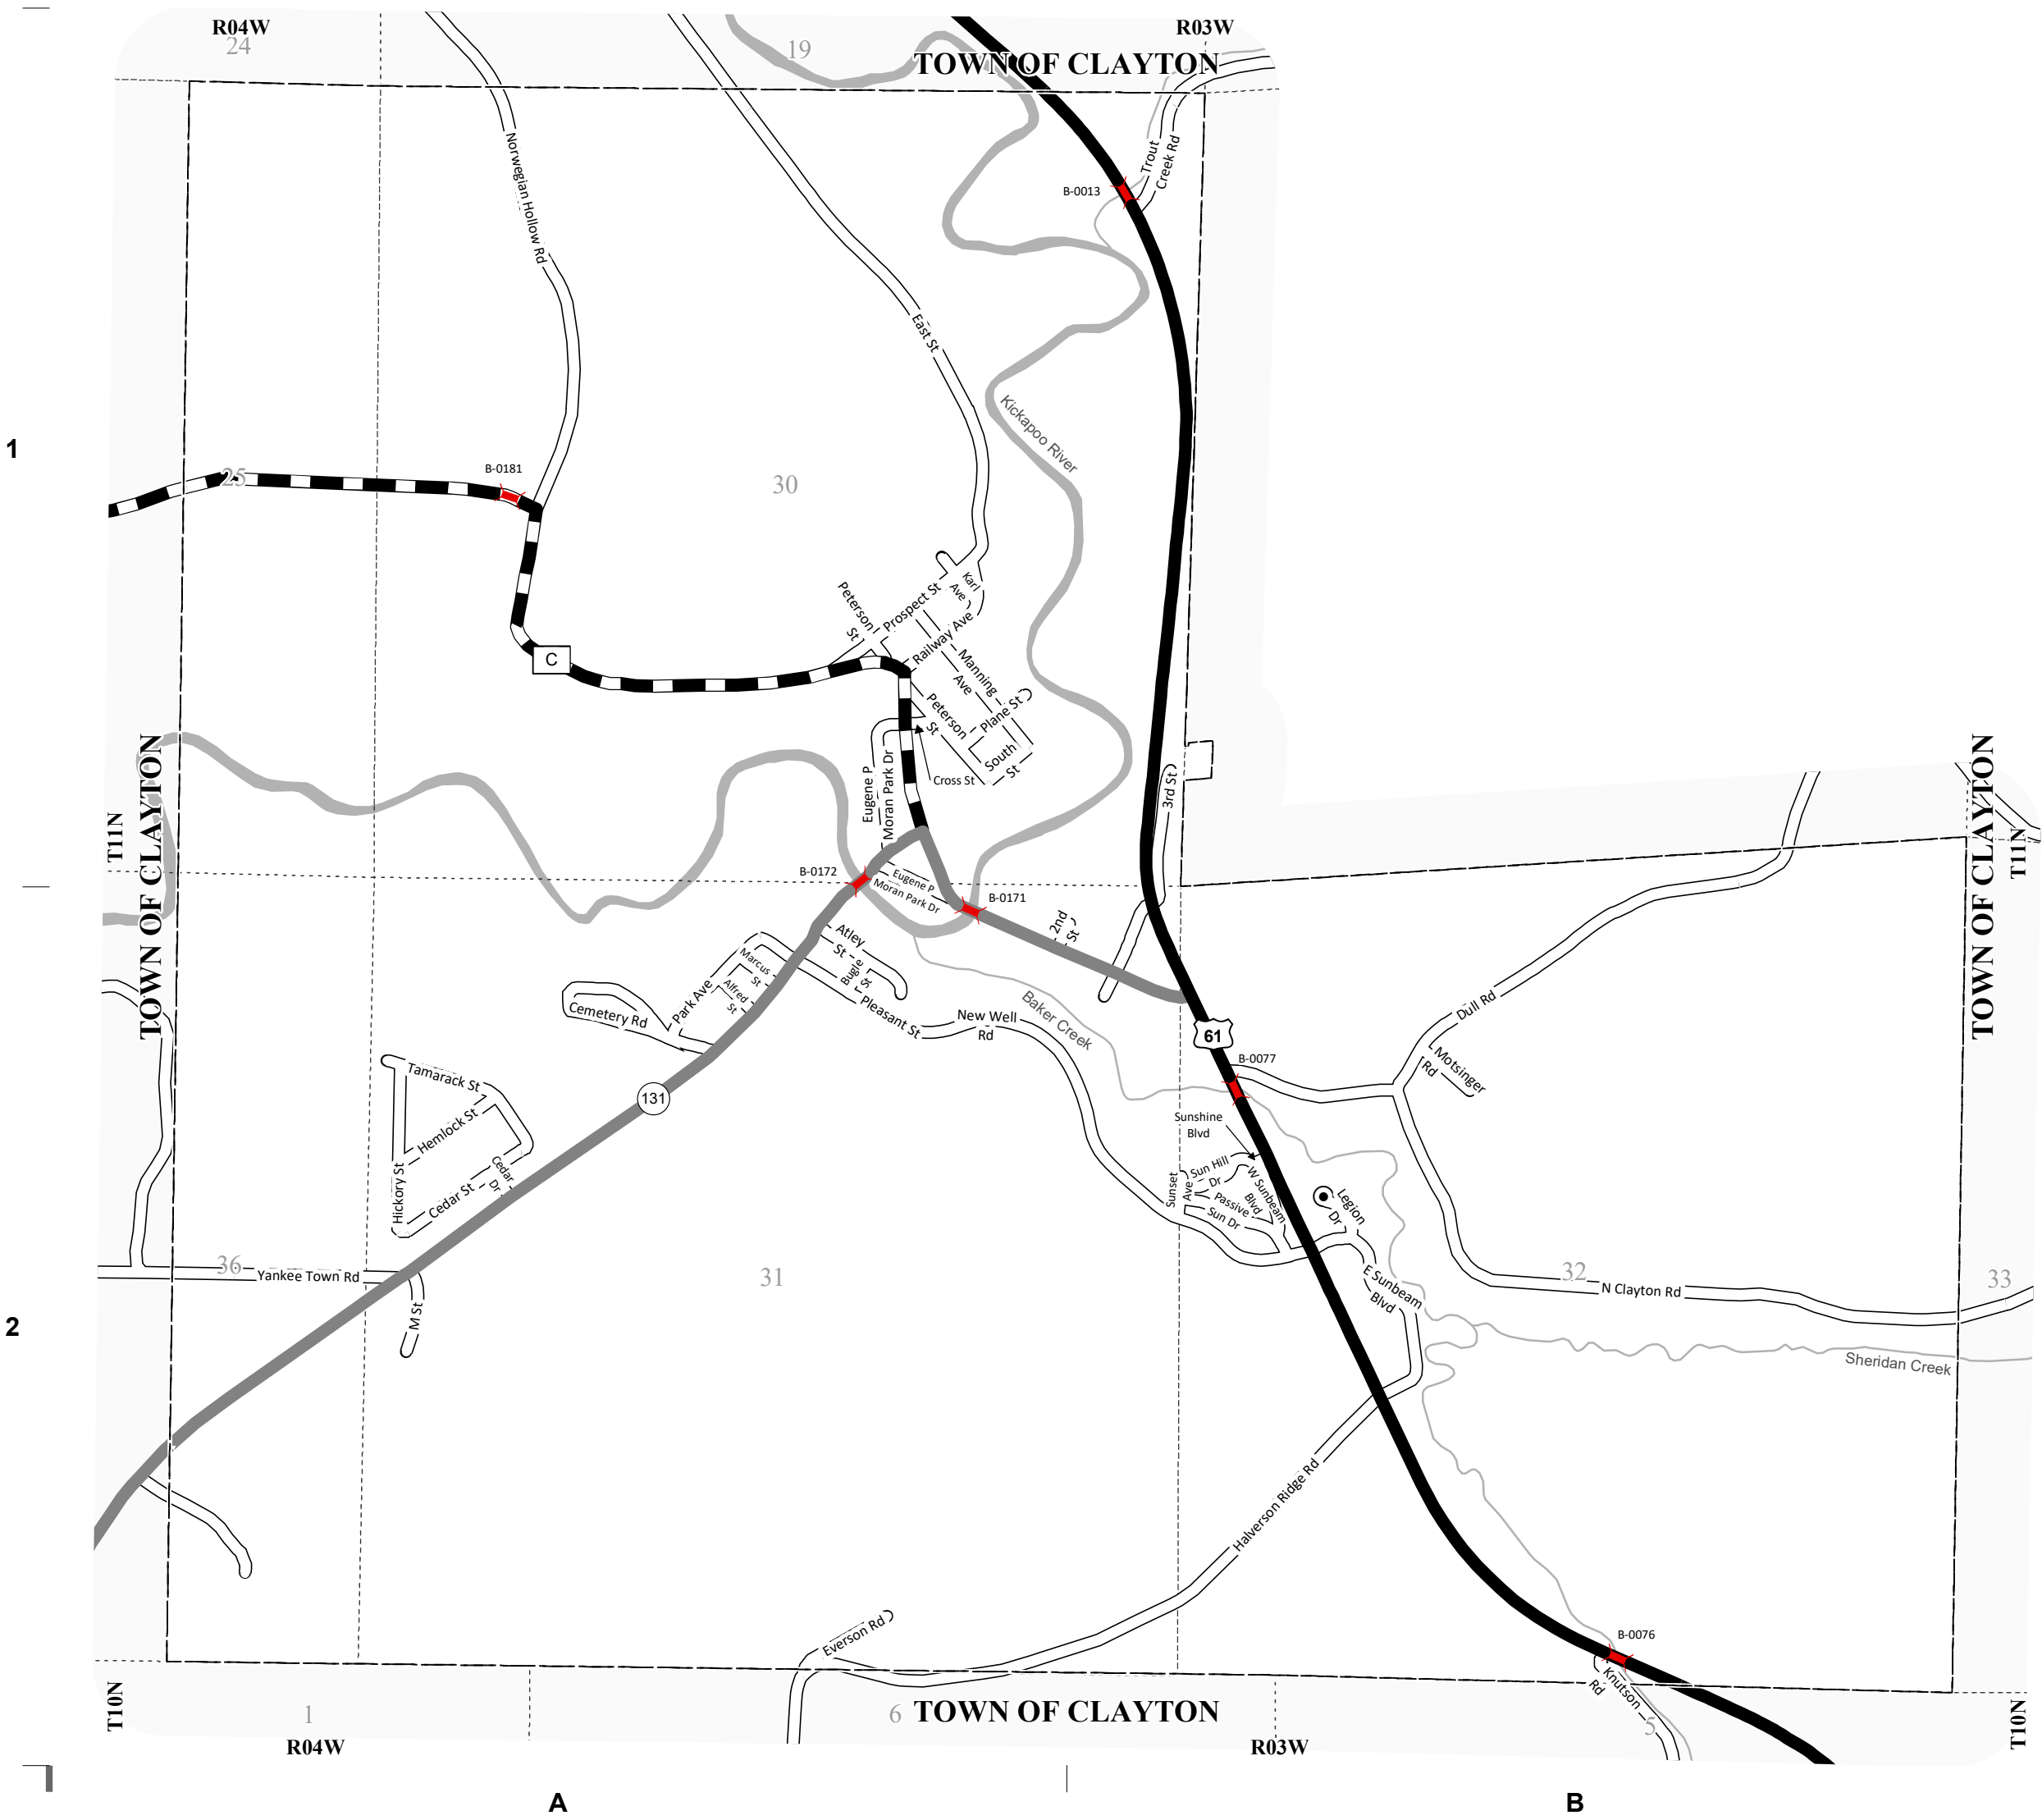 R04W
R03W
24
19
TOWN OF CLAYTON
Norwegian Hollow Rd
Trout
Creek Rd
B-0013
East St
Kickapoo River
1
B-0181
25
30
Karl
Ave
Peterson
St
Prospect St
Railway Ave
C
Manning
Ave
Peterson
St
Plane St
South
St
Cross St
Eugene P
Moran Park Dr
3rd St
TOWN OF CLAYTON
T11N
TOWN OF CLAYTON
T11N
B-0172
Eugene P
Moran Park Dr
B-0171
2nd
St
Atley
St
Bugle
St
Marcus
St
Alfred
St
Park Ave
Pleasant St
Cemetery Rd
New Well
Rd
Baker Creek
Dull Rd
61
B-0077
Motsinger
Rd
Tamarack St
131
Hemlock St
Sunshine
Blvd
Cedar
Dr
Sun Hill
Dr
Hickory St
Cedar St
Sunset
Ave
W Sunbeam
Blvd
Passive
Sun Dr
Legion
Dr
36
Yankee Town Rd
31
E Sunbeam
Blvd
32
N Clayton Rd
33
M St
2
Sheridan Creek
Halverson Ridge Rd
Everson Rd
B-0076
Knutson
Rd
T10N
1
6
TOWN OF CLAYTON
5
T10N
R04W
R03W
A
B